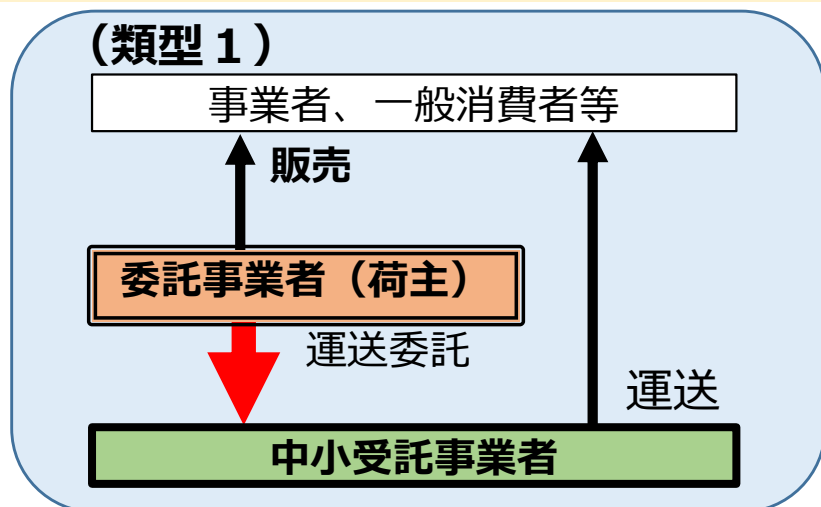 （類型１）
事業者、一般消費者等
販売
委託事業者（荷主）
運送委託
運送
中小受託事業者